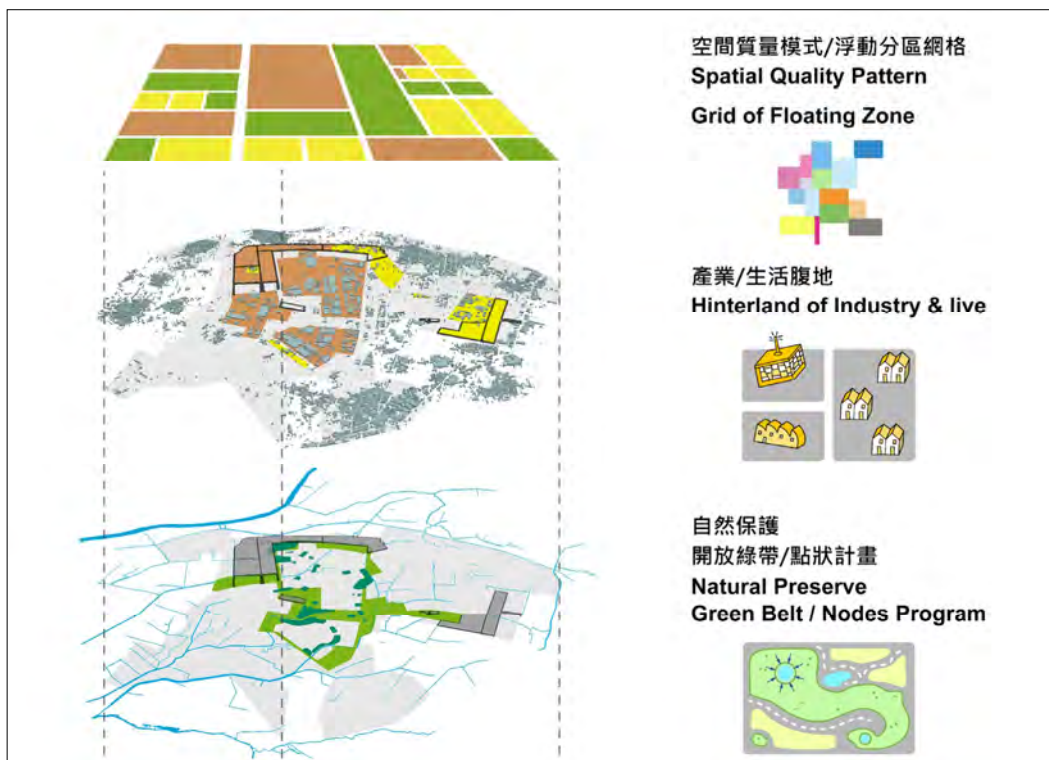 空間質量模式/浮動分區網格
Spatial Quality Pattern
Grid of Floating Zone
產業/生活腹地
Hinterland of Industry & live
自然保護
開放綠帶/點狀計畫
Natural Preserve
Green Belt / Nodes Program